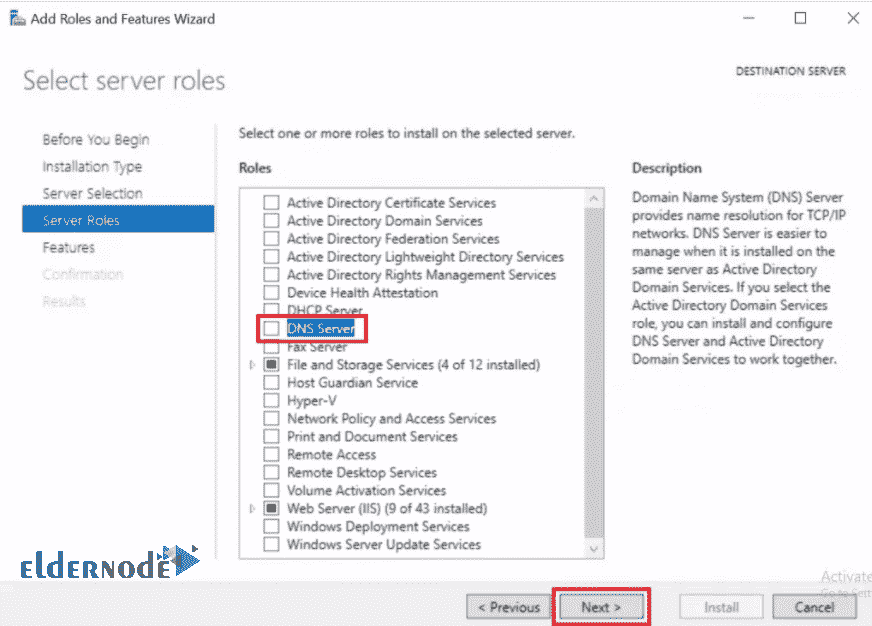 Add Roles and Features Wizard
Select server roles
DESTINATION SERVER
Before You Begin
Installation Type
Server Selection
Server Roles
Features
Confirmation
Results
Select one or more roles to install on the selected server.
Roles
Active Directory Certificate Services
Active Directory Domain Services
Active Directory Federation Services
Active Directory Lightweight Directory Services
Active Directory Rights Management Services
Device Health Attestation
DHCP Server
DNS Server
Fax Server
File and Storage Services (4 of 12 installed)
Host Guardian Service
Hyper-V
Network Policy and Access Services
Print and Document Services
Remote Access
Remote Desktop Services
Volume Activation Services
Web Server (IIS) (9 of 43 installed)
Windows Deployment Services
Windows Server Update Services
Description
Domain Name System (DNS) Server
provides name resolution for TCP/IP
networks. DNS Server is easier to
manage when it is installed on the
same server as Active Directory
Domain Services. If you select the
Active Directory Domain Services
role, you can install and configure
DNS Server and Active Directory
Domain Services to work together.
eldernode
Activate
Go to Sett
< Previous
Next >
Install
Cancel